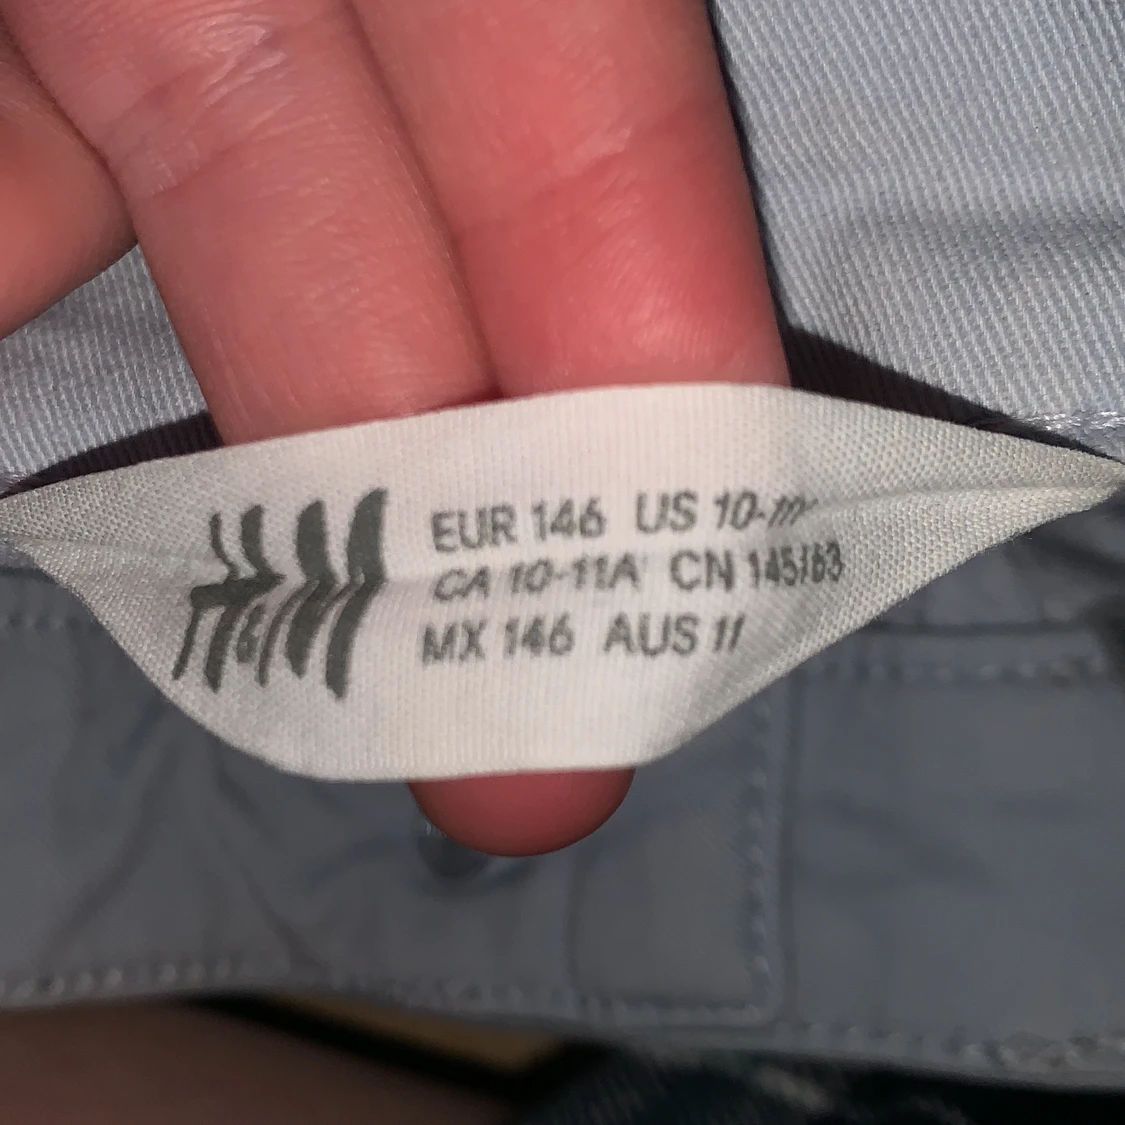 H&M
EUR 146 US 10-11Y
CA 10-11A CN 145/63
MX 146 AUS 11